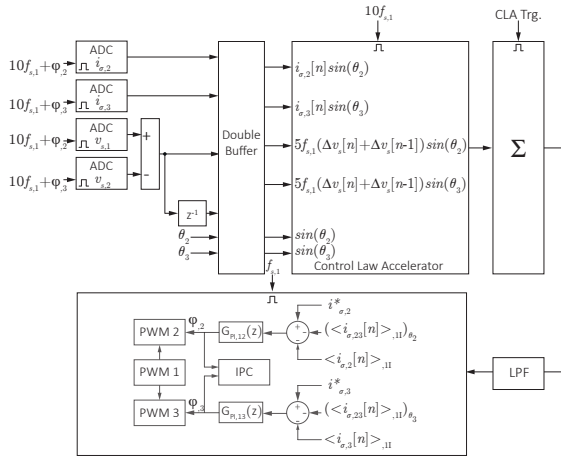 10f_{s,1}
CLA Trg.
10f_{s,1}+φ_{,2}
ADC
i_{σ,2}
10f_{s,1}+φ_{,3}
ADC
i_{σ,3}
10f_{s,1}+φ_{,2}
ADC
v_{s,1}
10f_{s,1}+φ_{,3}
ADC
v_{s,2}
+
-
z^{-1}
θ_2
θ_3
Double
Buffer
i_{σ,2}[n]sin(θ_2)
i_{σ,3}[n]sin(θ_3)
5f_{s,1}(Δv_s[n]+Δv_s[n-1])sin(θ_2)
5f_{s,1}(Δv_s[n]+Δv_s[n-1])sin(θ_3)
sin(θ_2)
sin(θ_3)
Control Law Accelerator
Σ
f_{s,1}
PWM 2
φ_{,2}
G_{PI,12}(z)
+
-
-
i*_{σ,2}
(<i_{σ,23}[n]>_{,1I})_{θ_2}
<i_{σ,2}[n]>_{,1I}
PWM 1
IPC
PWM 3
φ_{,3}
G_{PI,13}(z)
+
-
-
i*_{σ,3}
(<i_{σ,23}[n]>_{,1I})_{θ_3}
<i_{σ,3}[n]>_{,1I}
LPF